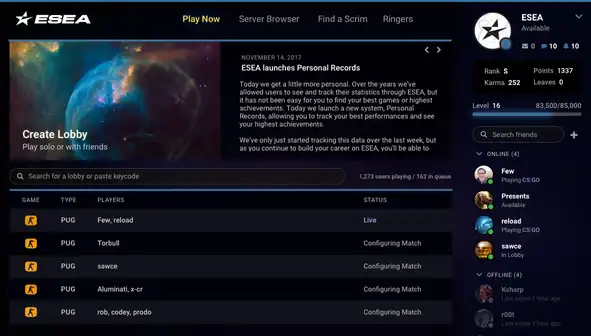 ESEA
Play Now
Server Browser
Find a Scrim
Ringers
ESEA
Available
0
10
10
NOVEMBER 14, 2017
ESEA launches Personal Records
Today we get a little more personal. Over the years we've
allowed users to see and track their statistics through ESEA, but
it has not been easy for you to find your best games or highest
achievements. Today we launch a new system, Personal
Records, allowing you to track your best performances and see
your highest achievements.
We've only just started tracking this data over the last week, but
as you continue to build your career on ESEA, you'll be able to
Create Lobby
Play solo or with friends
Rank S
Points 1337
Karma 252
Leaves 0
Level 16
83,500/85,000
Search friends
Search for a lobby or paste keycode
1,273 users playing / 162 in queue
GAME TYPE PLAYERS STATUS
PUG Few, reload Live
PUG Torbull Configuring Match
PUG sawce Configuring Match
PUG Aluminati, x-cr Configuring Match
PUG rob, codey, prodo Configuring Match
ONLINE (4)
Few
Playing CS:GO
Presents
Available
reload
Playing CS:GO
sawce
In Lobby
OFFLINE (4)
Ksharp
Last online 1 hour ago
r00t
Last online 1 hour ago